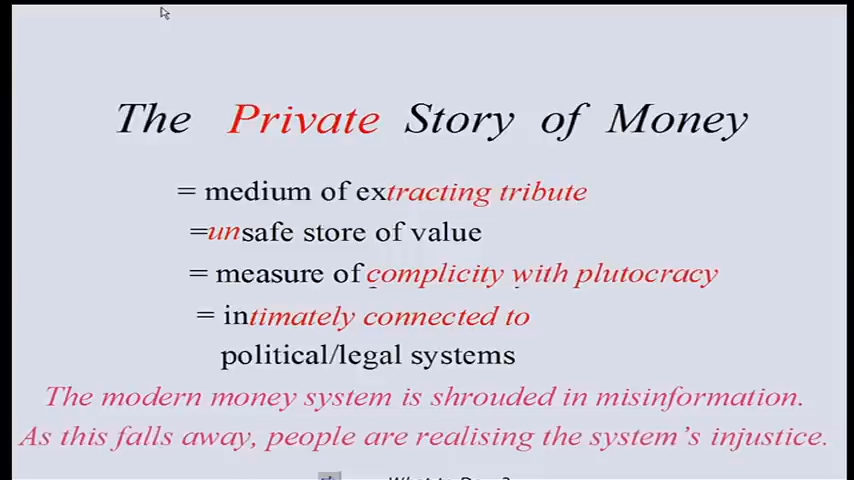 The Private Story of Money
= medium of extracting tribute
=unsafe store of value
= measure of complicity with plutocracy
= intimately connected to
political/legal systems
The modern money system is shrouded in misinformation.
As this falls away, people are realising the system's injustice.